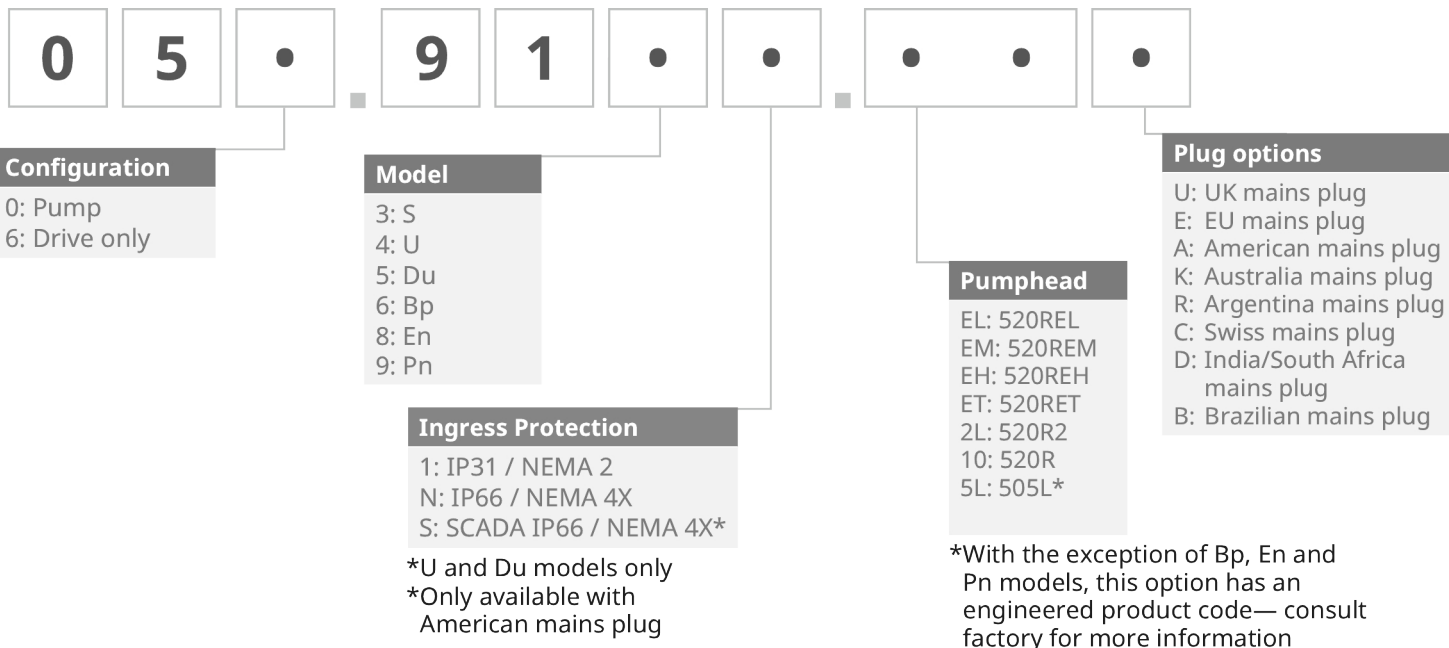 0 5 • . 9 1 • • . • • •
Configuration
0: Pump
6: Drive only
Model
3: S
4: U
5: Du
6: Bp
8: En
9: Pn
Ingress Protection
1: IP31 / NEMA 2
N: IP66 / NEMA 4X
S: SCADA IP66 / NEMA 4X*
*U and Du models only
*Only available with
American mains plug
Pumphead
EL: 520REL
EM: 520REM
EH: 520REH
ET: 520RET
2L: 520R2
10: 520R
5L: 505L*
*With the exception of Bp, En and
Pn models, this option has an
engineered product code— consult
factory for more information
Plug options
U: UK mains plug
E: EU mains plug
A: American mains plug
K: Australia mains plug
R: Argentina mains plug
C: Swiss mains plug
D: India/South Africa
mains plug
B: Brazilian mains plug